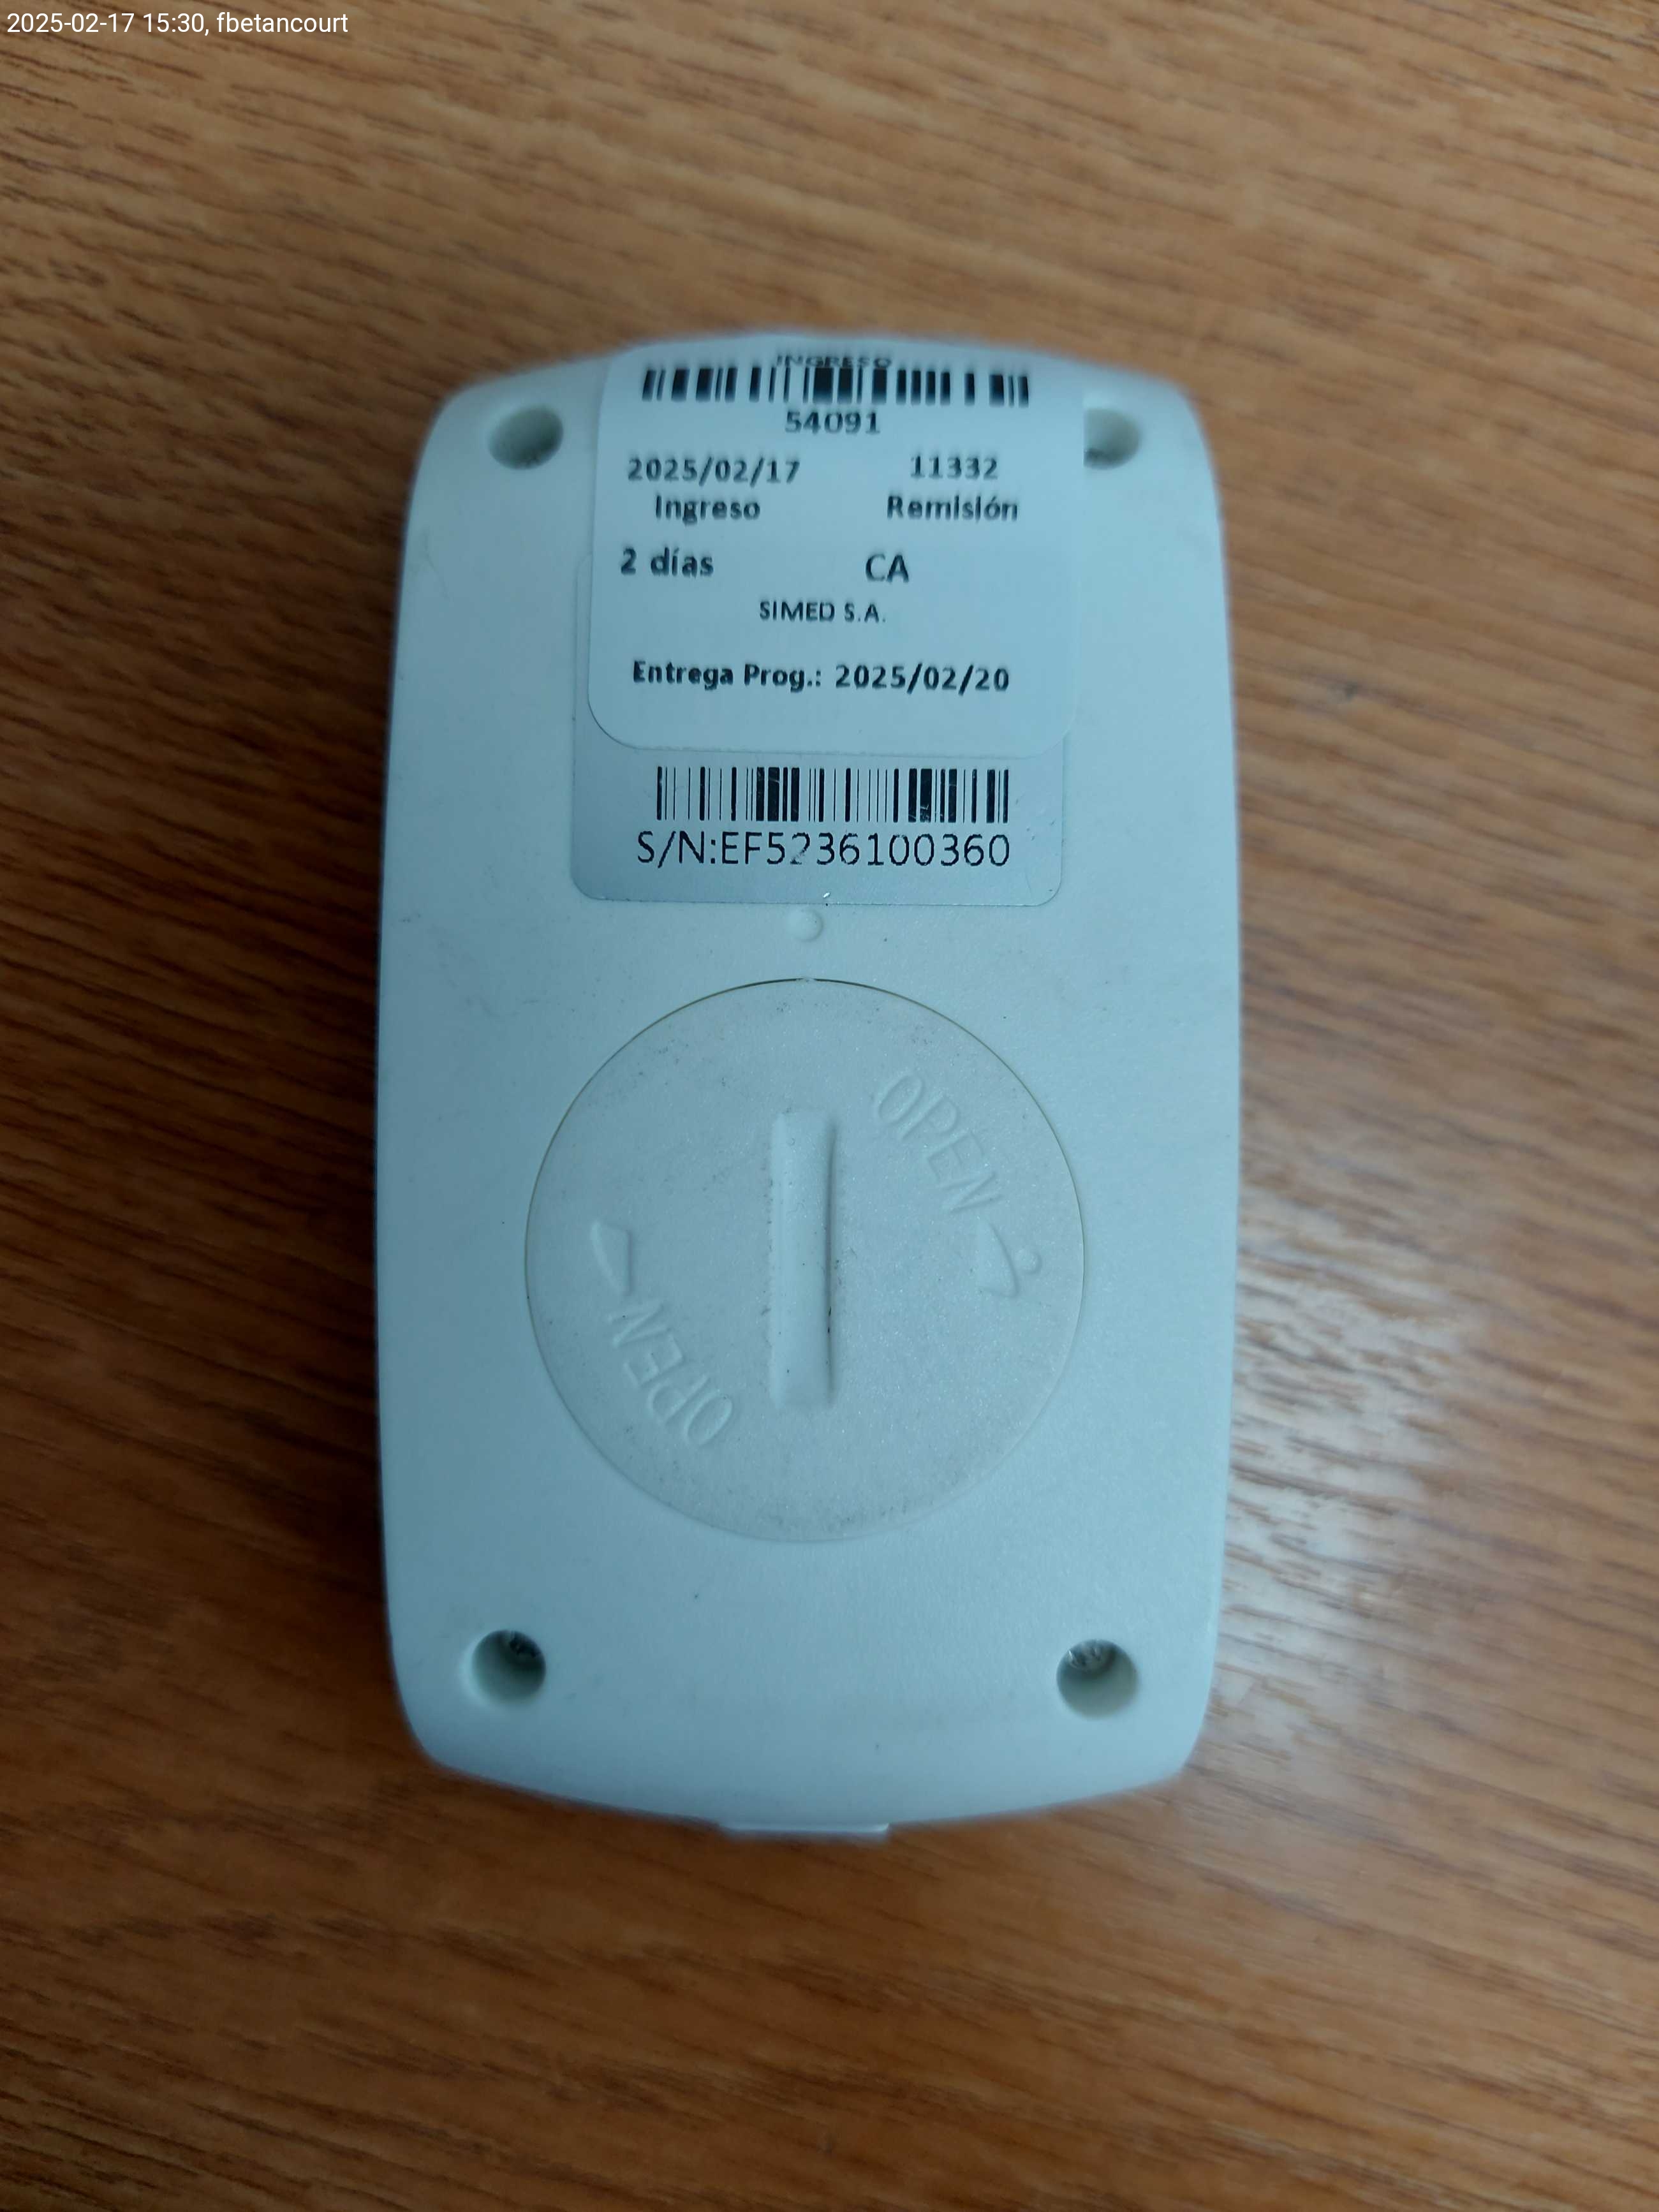 2025-02-17 15:30, fbetancourt
INGRESO
54091
2025/02/17 11332
Ingreso Remisión
2 días CA
SIMED S.A.
Entrega Prog.: 2025/02/20
S/N:EF5236100360
OPEN
OPEN